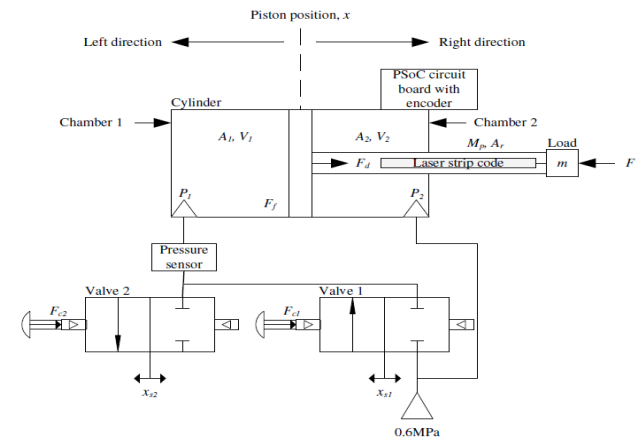 Piston position, x
Left direction
Right direction
PSoC circuit
board with
encoder
Cylinder
Chamber 1
Chamber 2
A1, V1
A2, V2
Mp, Ar
Load
Fd
Laser strip code
m
F
P1
Ff
P2
Pressure
sensor
Valve 2
Valve 1
Fc2
Fc1
xs2
xs1
0.6MPa